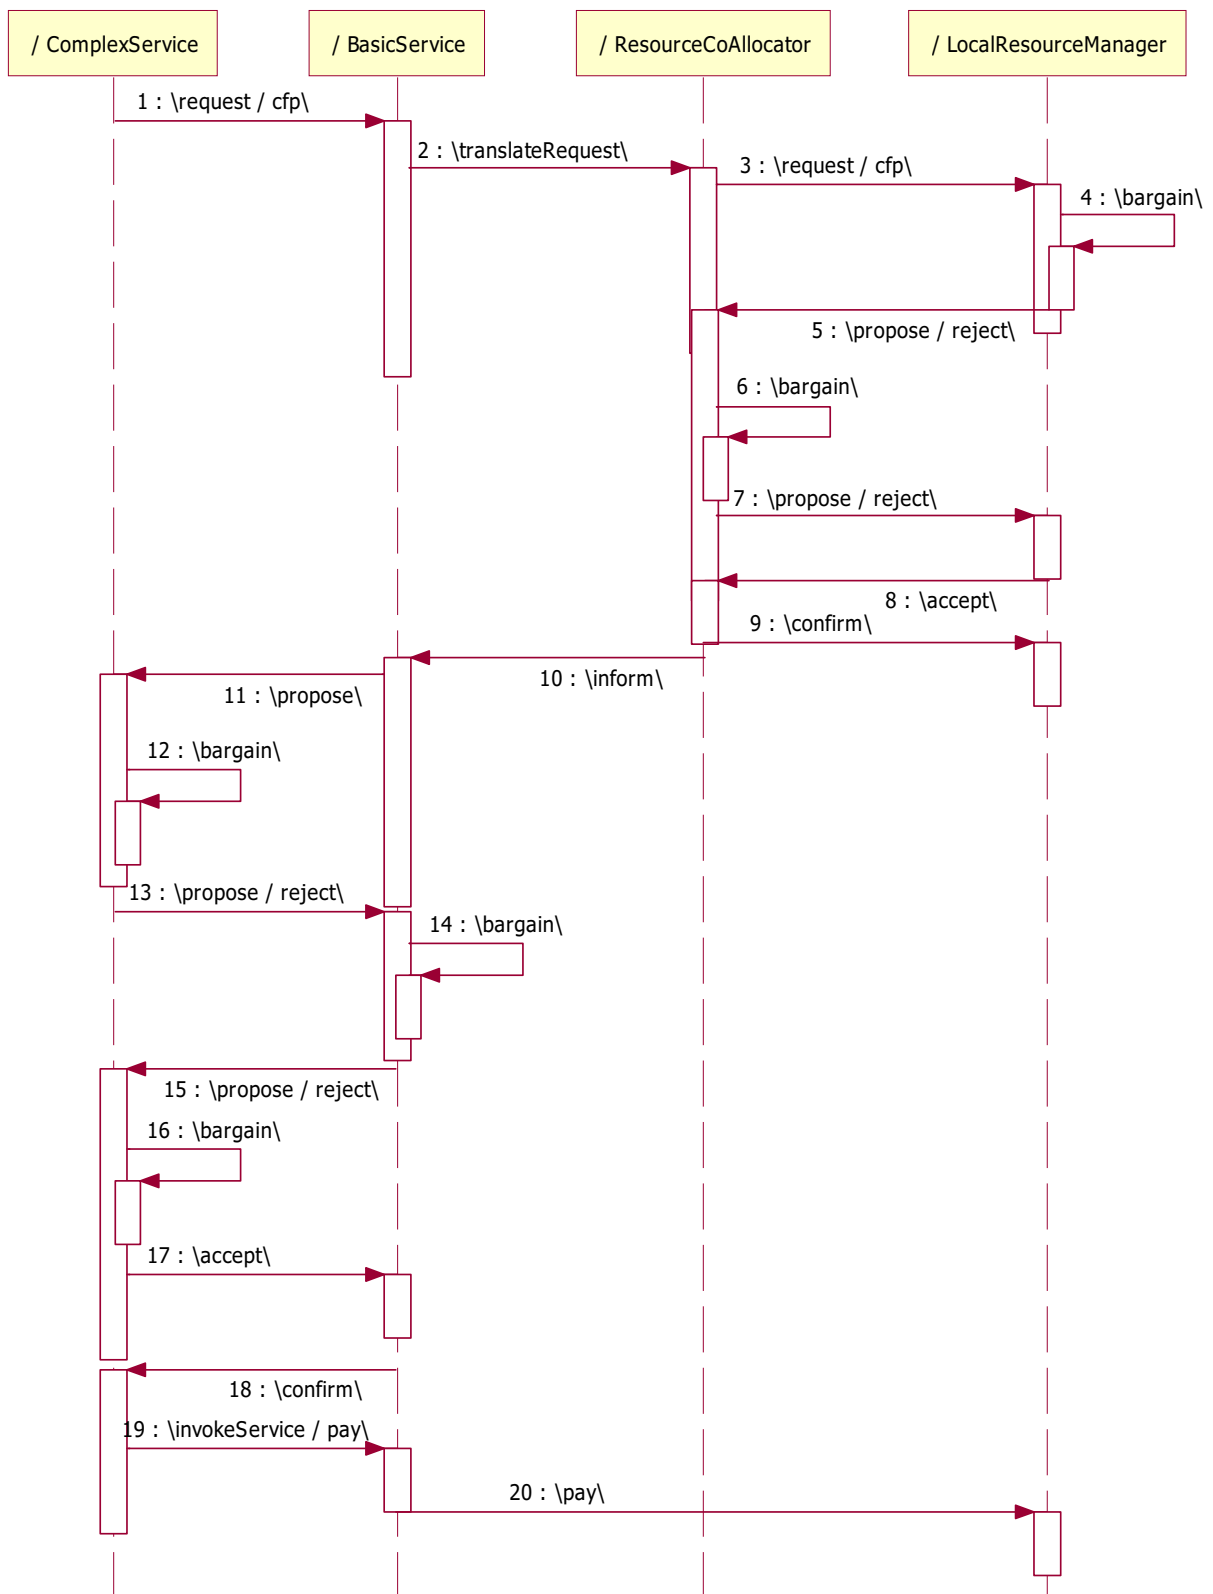 / ComplexService
/ BasicService
/ ResourceCoAllocator
/ LocalResourceManager
1 : \request / cfp\
2 : \translateRequest\
3 : \request / cfp\
4 : \bargain\
5 : \propose / reject\
6 : \bargain\
7 : \propose / reject\
8 : \accept\
9 : \confirm\
10 : \inform\
11 : \propose\
12 : \bargain\
13 : \propose / reject\
14 : \bargain\
15 : \propose / reject\
16 : \bargain\
17 : \accept\
18 : \confirm\
19 : \invokeService / pay\
20 : \pay\